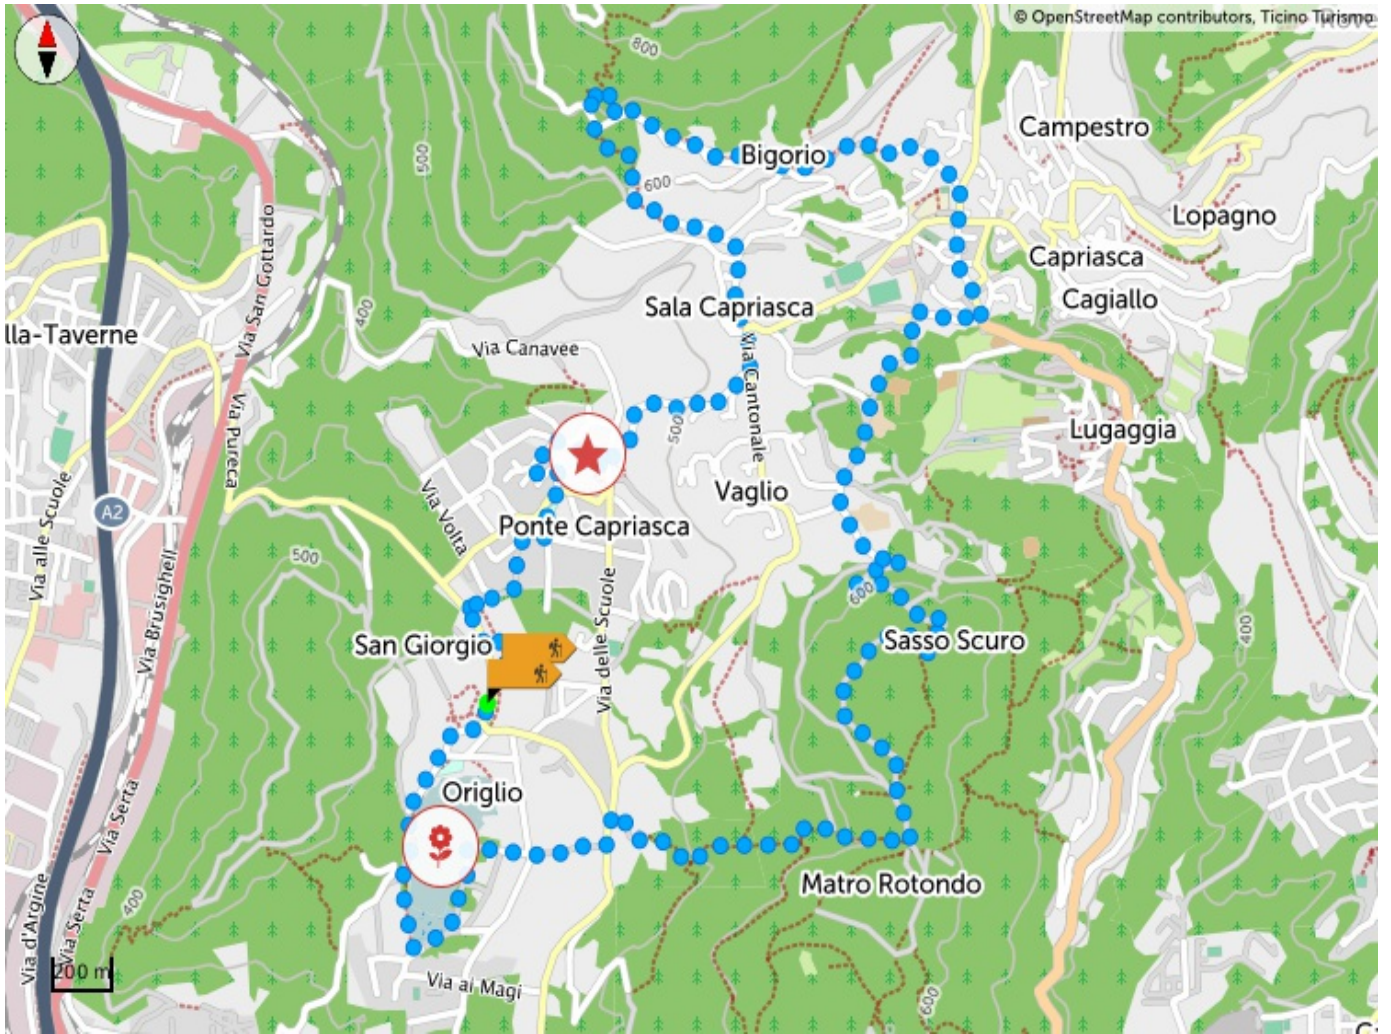 © OpenStreetMap contributors, Ticino Turismo
800
Campestro
Bigorio
600
600
Lopagno
Via San Gottardo
Capriasca
Cagiallo
Sala Capriasca
400
lla-Taverne
Via Canavee
Via Cantonale
Via Pureca
500
Lugaggia
Via alle Scuole
Vaglio
A2
Via Volta
Ponte Capriasca
500
Via Brusighell
600
Via delle Scuole
400
San Giorgio
Sasso Scuro
Origlio
Via Serta
Matro Rotondo
400
Via d'Argine
Via Serta
200 m
Via ai Magi
600